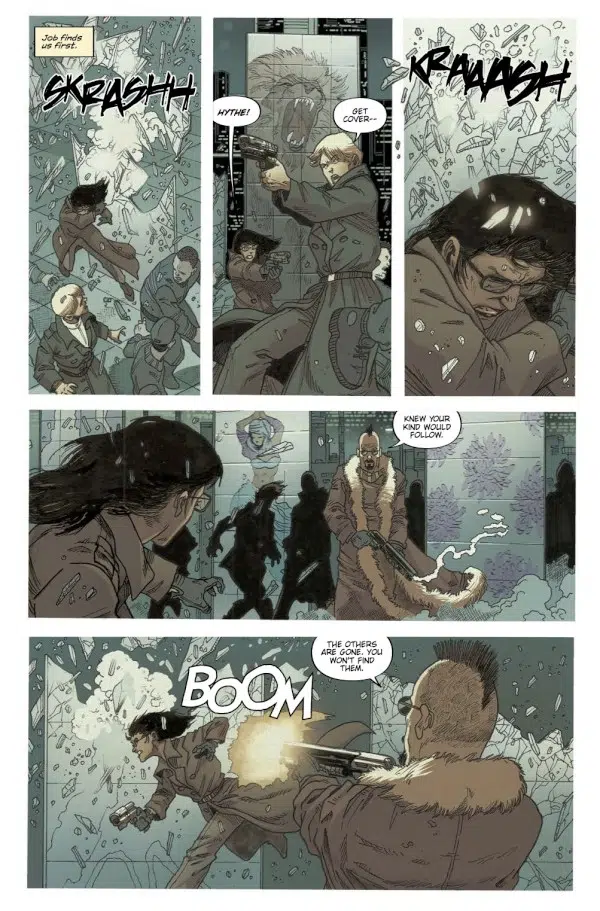 Job finds
us first.
SKRASHH
HYTHE!
GET
COVER--
KRAAASH
KNEW YOUR
KIND WOULD
FOLLOW.
THE OTHERS
ARE GONE. YOU
WON'T FIND
THEM.
BOOM